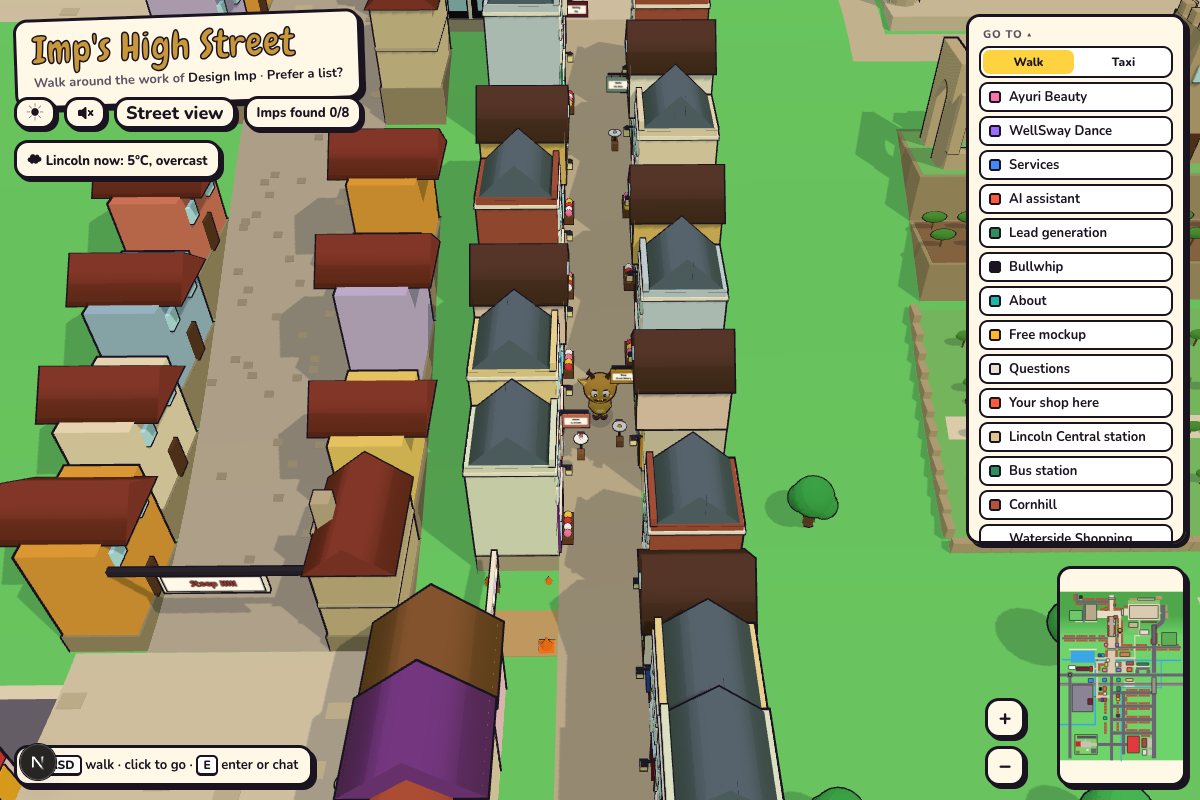 Imp's High Street
Walk around the work of Design Imp · Prefer a list?
Street view
Imps found 0/8
Lincoln now: 5°C, overcast
GO TO
Walk
Taxi
Ayuri Beauty
WellSway Dance
Services
AI assistant
Lead generation
Bullwhip
About
Free mockup
Questions
Your shop here
Lincoln Central station
Bus station
Cornhill
Waterside Shopping
Steep Hill
N
SD walk · click to go · E enter or chat
+
−